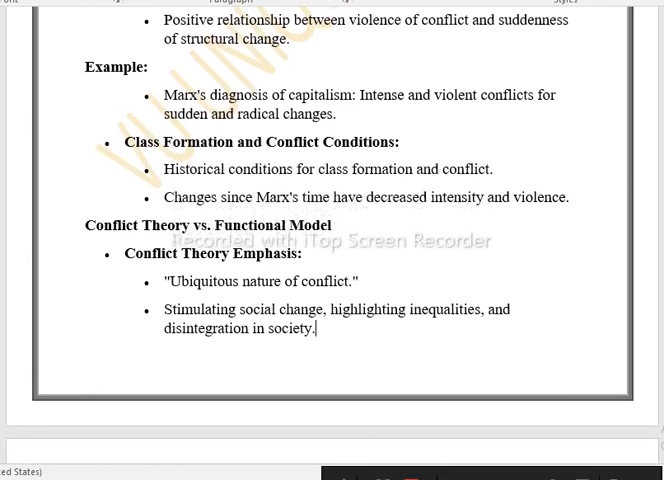 Paragraph
Styles
• Positive relationship between violence of conflict and suddenness
of structural change.
Example:
• Marx's diagnosis of capitalism: Intense and violent conflicts for
sudden and radical changes.
• Class Formation and Conflict Conditions:
• Historical conditions for class formation and conflict.
• Changes since Marx's time have decreased intensity and violence.
Conflict Theory vs. Functional Model
Recorded with iTop Screen Recorder
• Conflict Theory Emphasis:
• "Ubiquitous nature of conflict."
• Stimulating social change, highlighting inequalities, and
disintegration in society.
ed States)